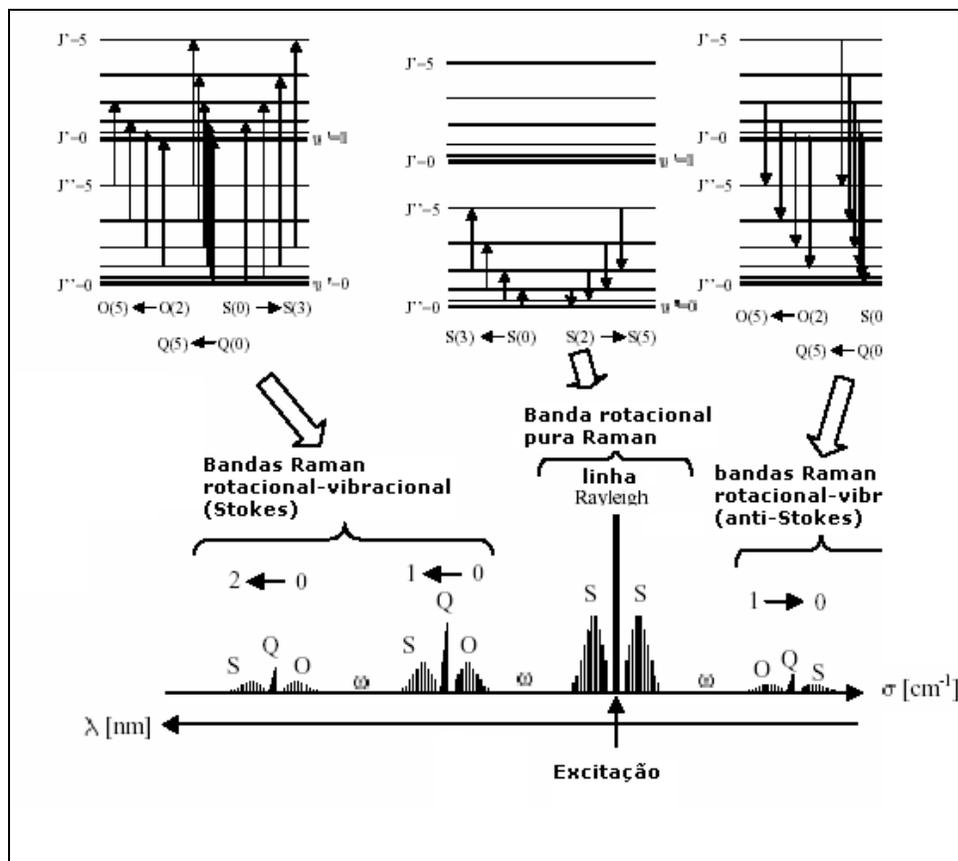 J'=5
J'=0
υ'=1
J''=5
J''=0
υ''=0
O(5) O(2) S(0) S(3)
Q(5) Q(0)
J'=5
J'=0
υ'=1
J''=5
J''=0
υ''=0
S(3) S(0) S(2) S(5)
J'=5
J'=0
J''=5
J''=0
O(5) O(2) S(0
Q(5) Q(0
Bandas Raman
rotacional-vibracional
(Stokes)
Banda rotacional
pura Raman
linha
Rayleigh
bandas Raman
rotacional-vibr
(anti-Stokes)
2 0
1 0
1 0
S Q O
S Q O
S S
O Q S
ω ω ω
σ [cm⁻¹]
λ [nm]
Excitação